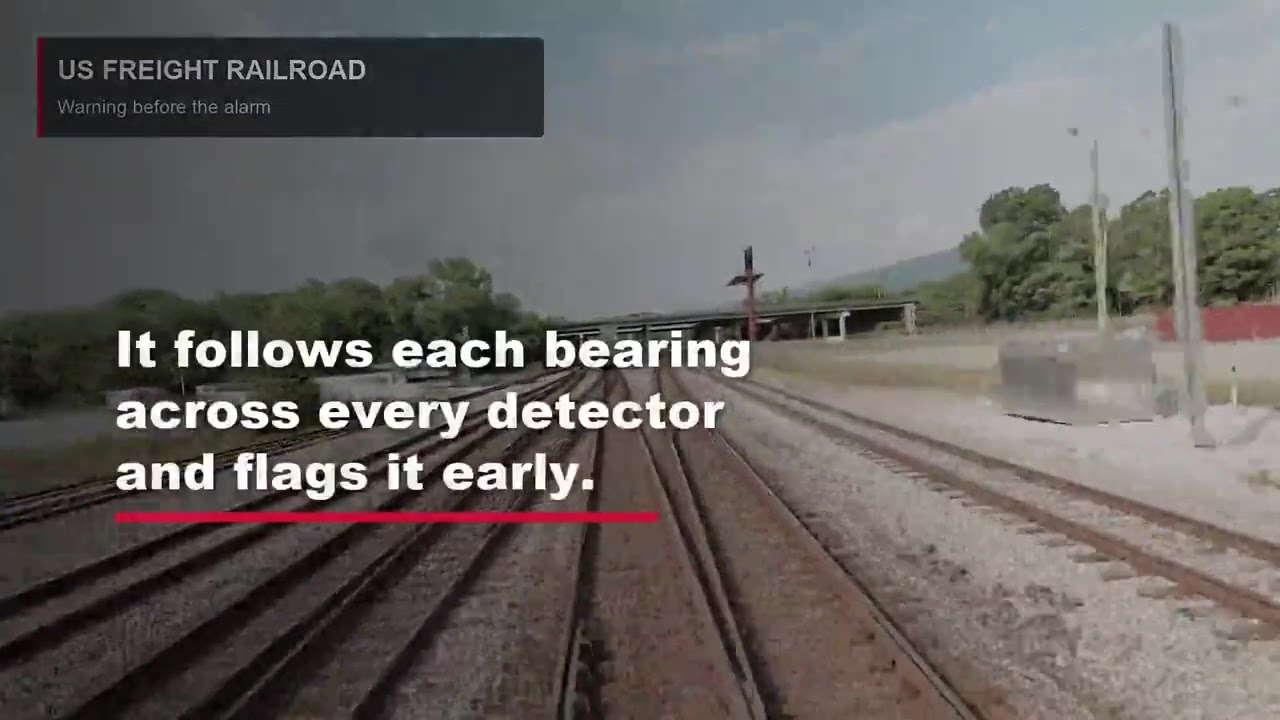 US FREIGHT RAILROAD
Warning before the alarm
It follows each bearing
across every detector
and flags it early.